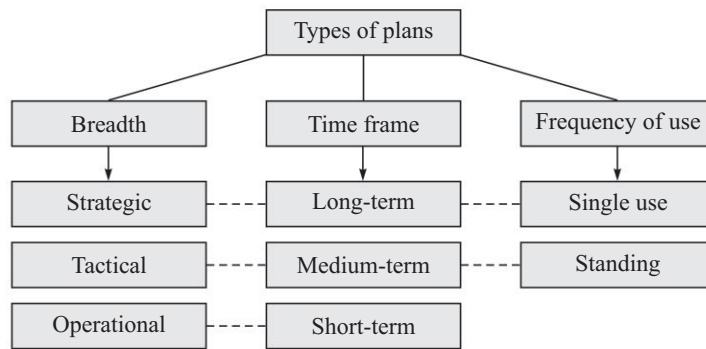 Types of plans
Breadth
Time frame
Frequency of use
Strategic
Long-term
Single use
Tactical
Medium-term
Standing
Operational
Short-term